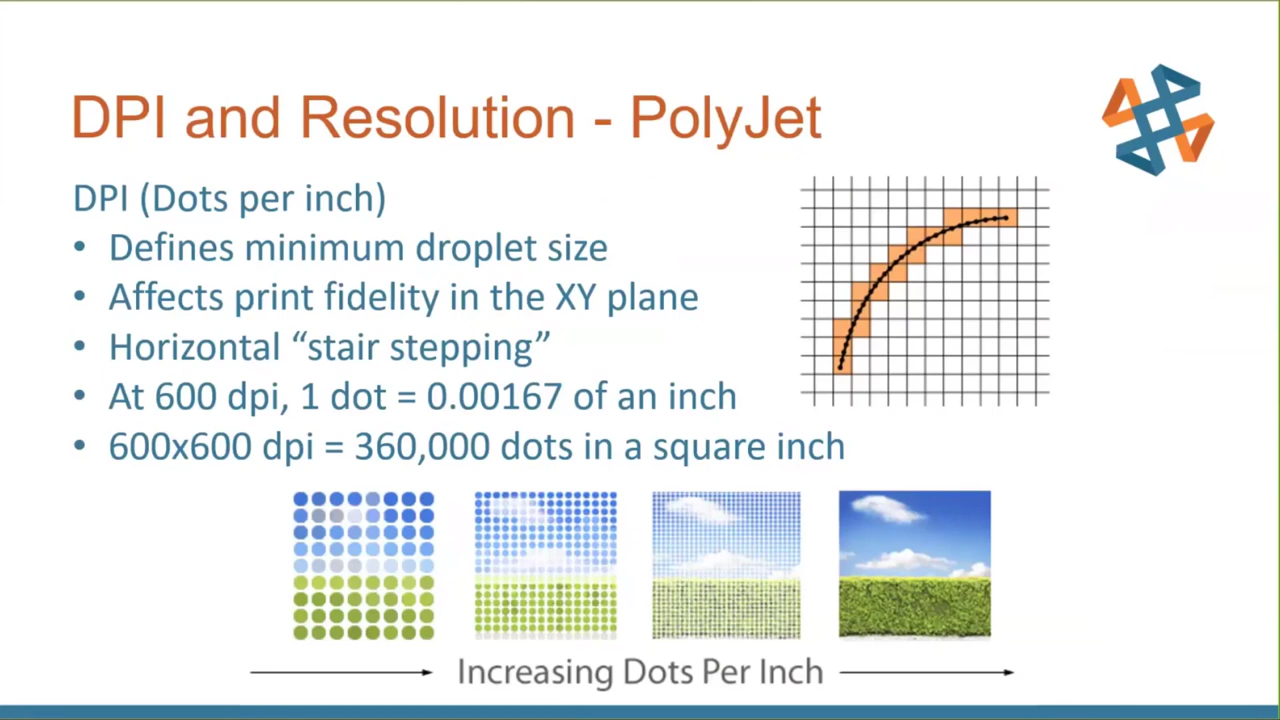 DPI and Resolution - PolyJet
DPI (Dots per inch)
• Defines minimum droplet size
• Affects print fidelity in the XY plane
• Horizontal “stair stepping”
• At 600 dpi, 1 dot = 0.00167 of an inch
• 600x600 dpi = 360,000 dots in a square inch
Increasing Dots Per Inch